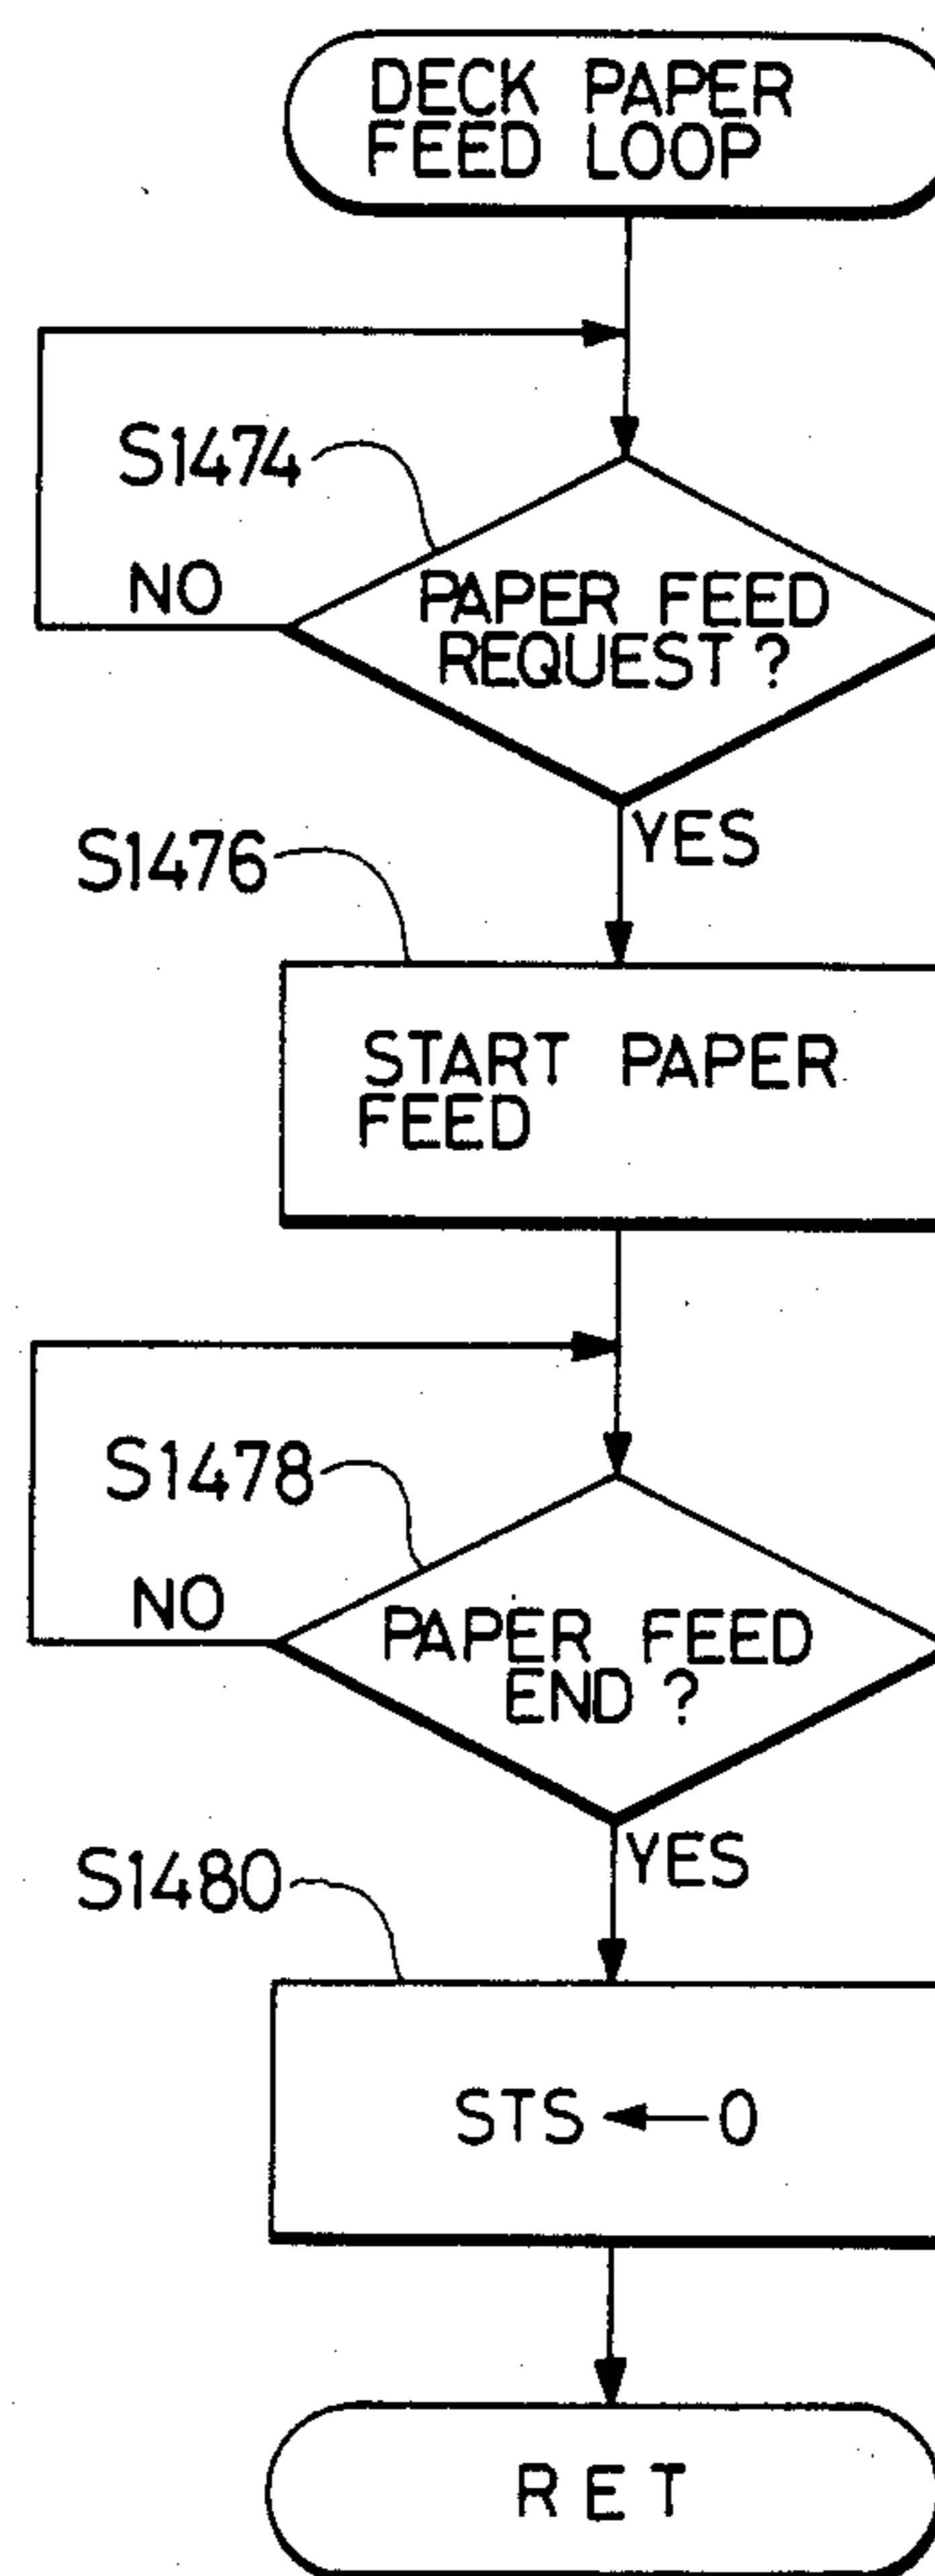 DECK PAPER
FEED LOOP
S1474
NO
PAPER FEED
REQUEST ?
YES
S1476
START PAPER
FEED
S1478
NO
PAPER FEED
END ?
YES
S1480
STS ← 0
RET